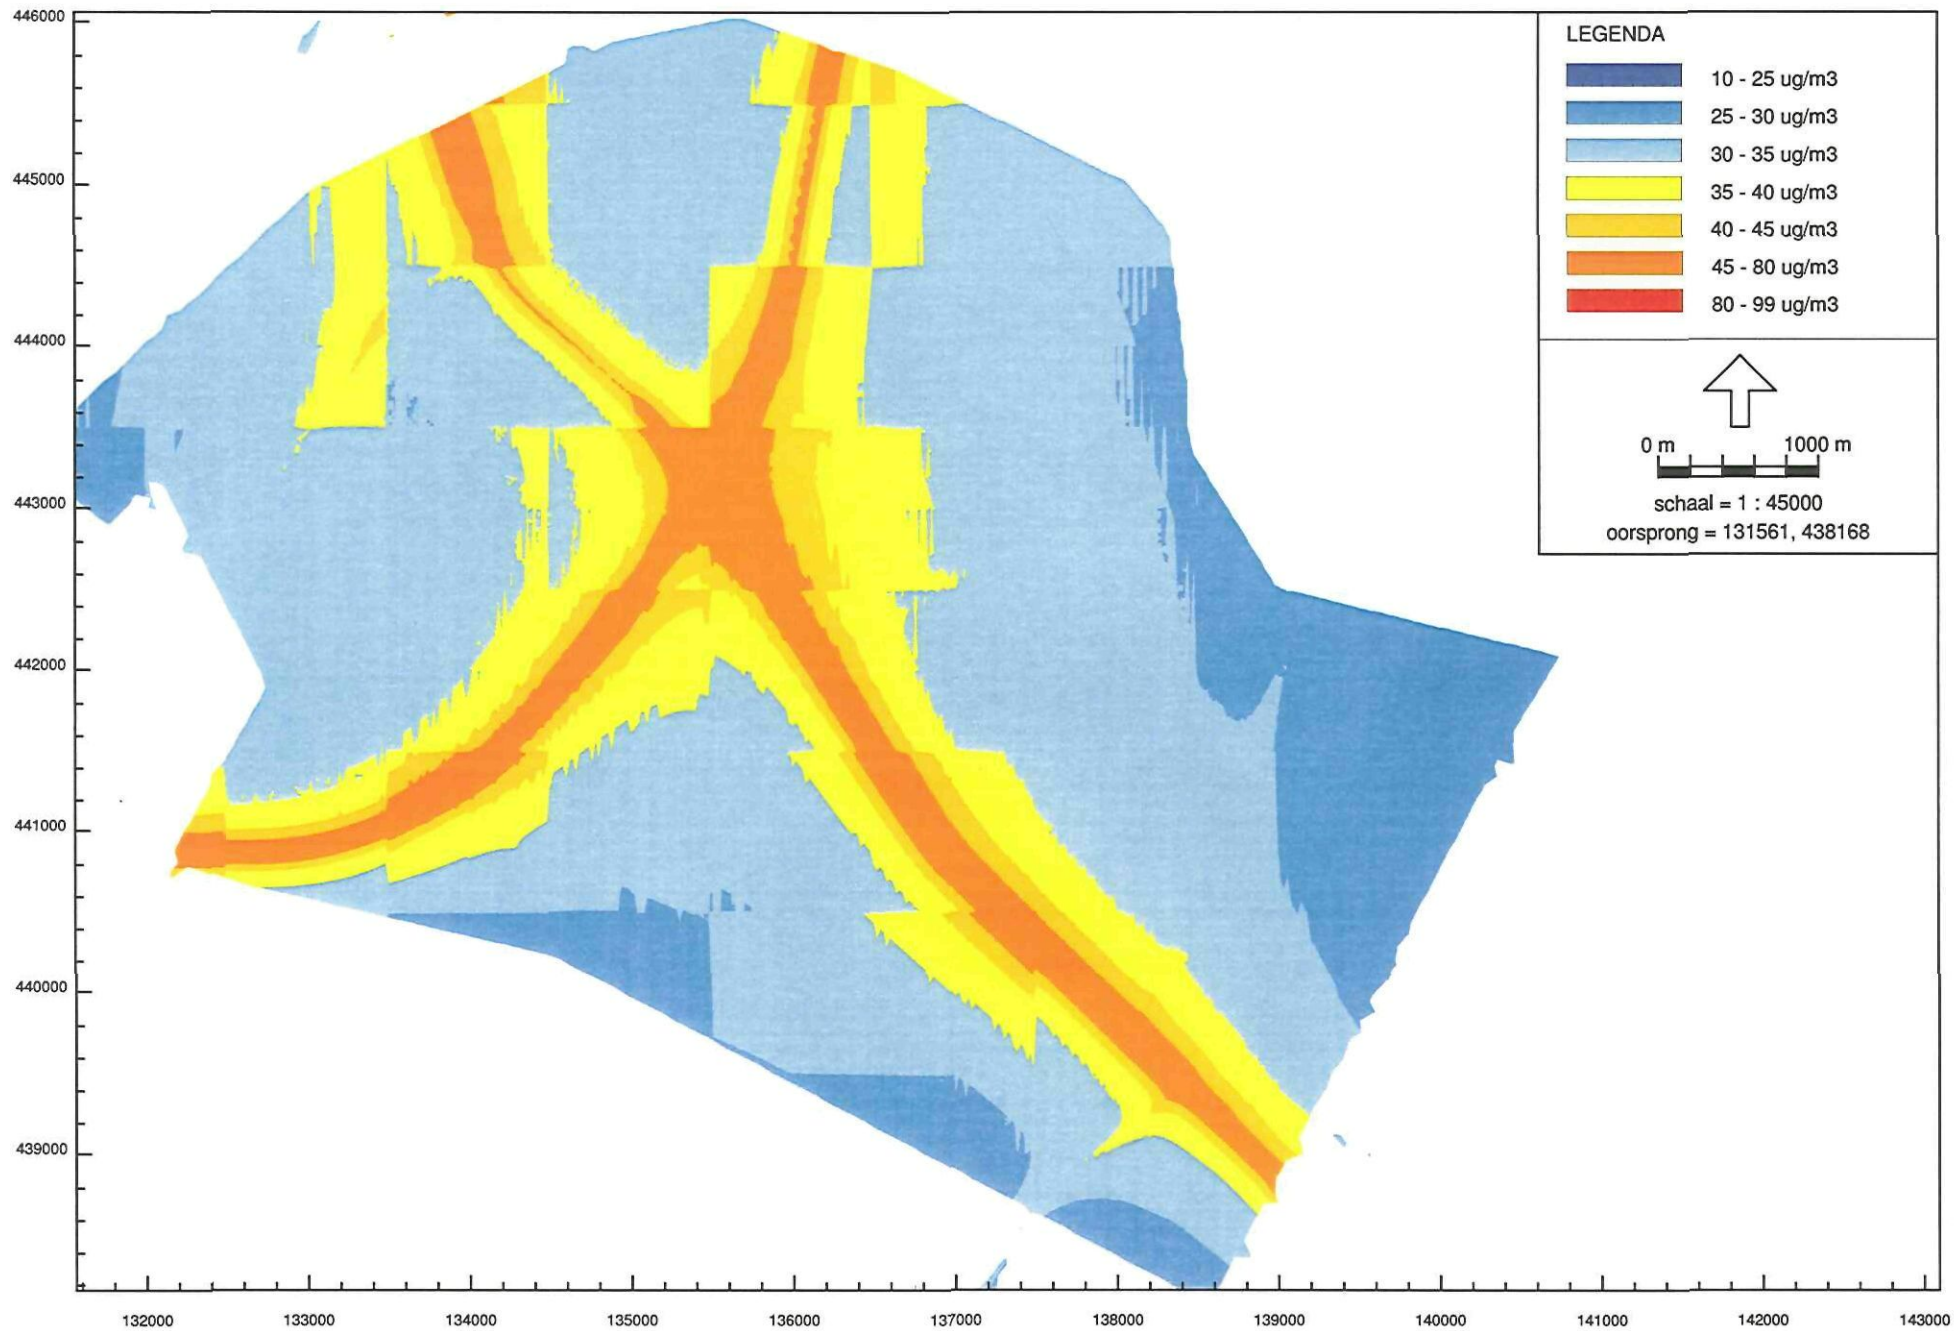 446000
445000
444000
443000
442000
441000
440000
439000
132000 133000 134000 135000 136000 137000 138000 139000 140000 141000 142000 143000
LEGENDA
10 - 25 ug/m3
25 - 30 ug/m3
30 - 35 ug/m3
35 - 40 ug/m3
40 - 45 ug/m3
45 - 80 ug/m3
80 - 99 ug/m3
0 m 1000 m
schaal = 1 : 45000
oorsprong = 131561, 438168